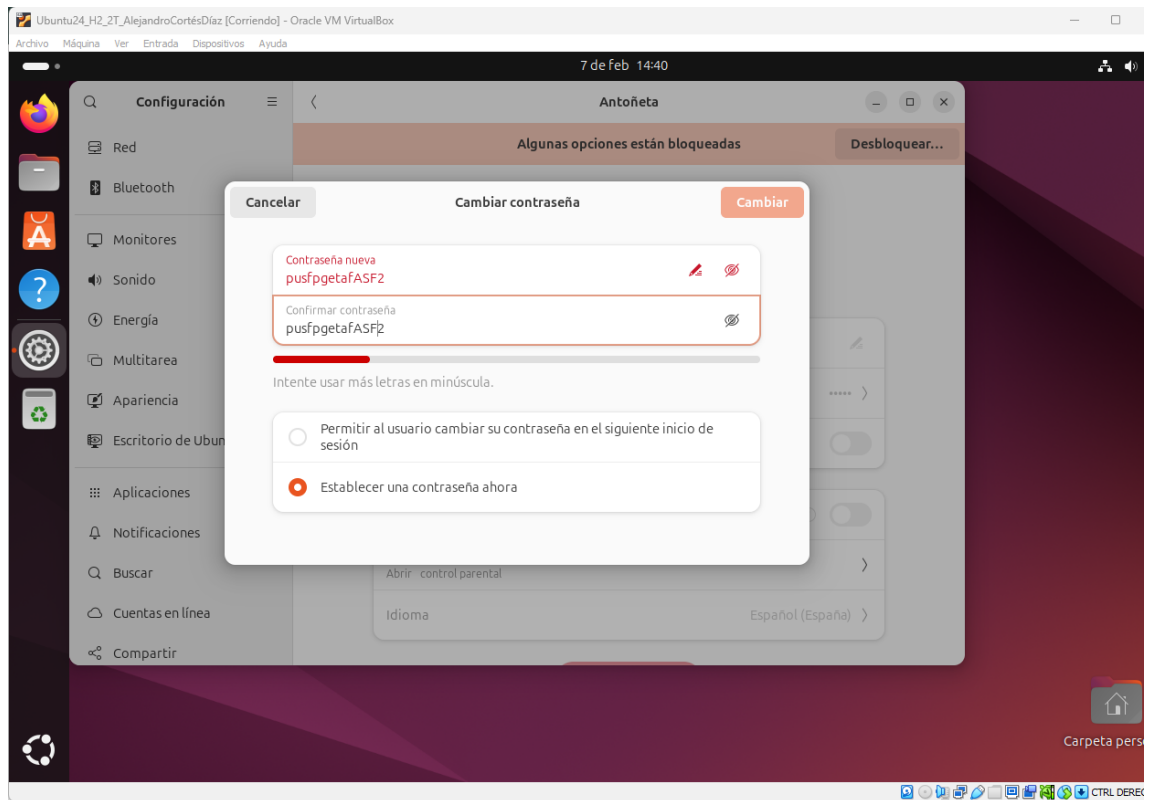 Ubuntu24_H2_2T_AlejandroCortésDíaz [Corriendo] - Oracle VM VirtualBox
Archivo Máquina Ver Entrada Dispositivos Ayuda
7 de feb 14:40
Configuración
Antoñeta
Algunas opciones están bloqueadas
Desbloquear...
Red
Bluetooth
Monitores
Sonido
Energía
Multitarea
Apariencia
Escritorio de Ubun
Aplicaciones
Notificaciones
Buscar
Cuentas en línea
Compartir
Cancelar
Cambiar contraseña
Cambiar
Contraseña nueva
pusfpgetafASF2
Confirmar contraseña
pusfpgetafASF2
Intente usar más letras en minúscula.
Permitir al usuario cambiar su contraseña en el siguiente inicio de
sesión
Establecer una contraseña ahora
Abrir control parental
Idioma
Español (España)
Carpeta pers
CTRL DEREC